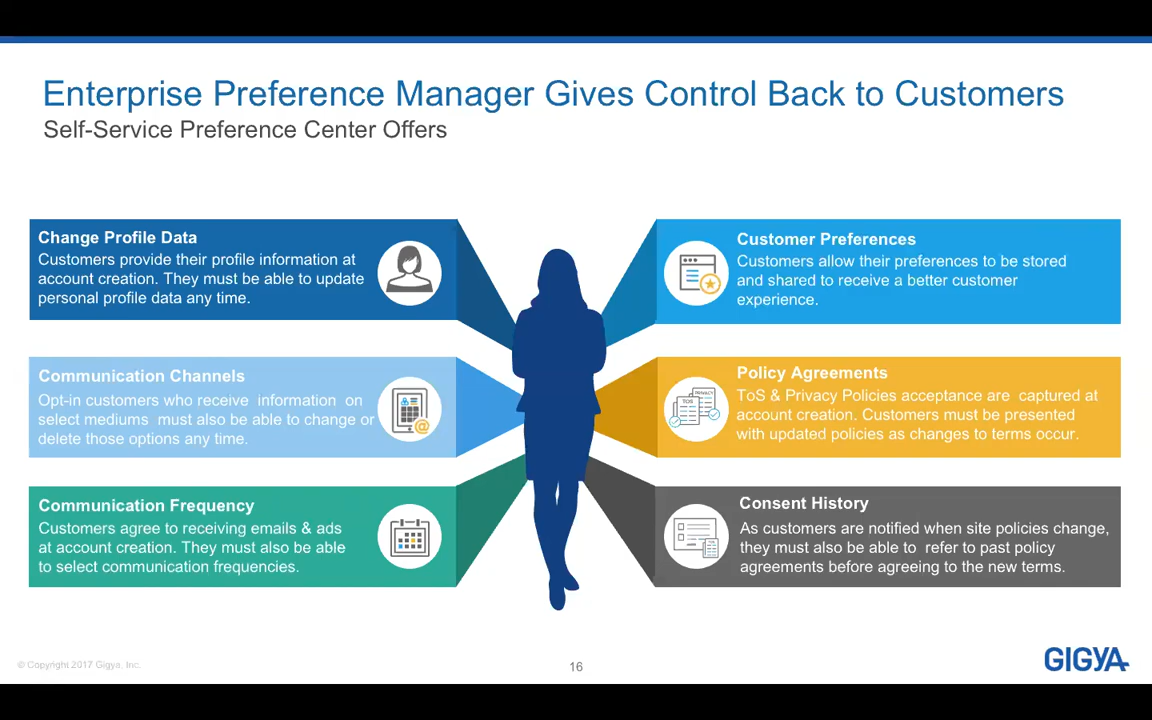 Enterprise Preference Manager Gives Control Back to Customers
Self-Service Preference Center Offers
Change Profile Data
Customers provide their profile information at
account creation. They must be able to update
personal profile data any time.
Communication Channels
Opt-in customers who receive information on
select mediums must also be able to change or
delete those options any time.
Communication Frequency
Customers agree to receiving emails & ads
at account creation. They must also be able
to select communication frequencies.
Customer Preferences
Customers allow their preferences to be stored
and shared to receive a better customer
experience.
Policy Agreements
ToS & Privacy Policies acceptance are captured at
account creation. Customers must be presented
with updated policies as changes to terms occur.
TOS
PRIVACY
@
Consent History
As customers are notified when site policies change,
they must also be able to refer to past policy
agreements before agreeing to the new terms.
© Copyright 2017 Gigya, Inc.
16
GIGYA